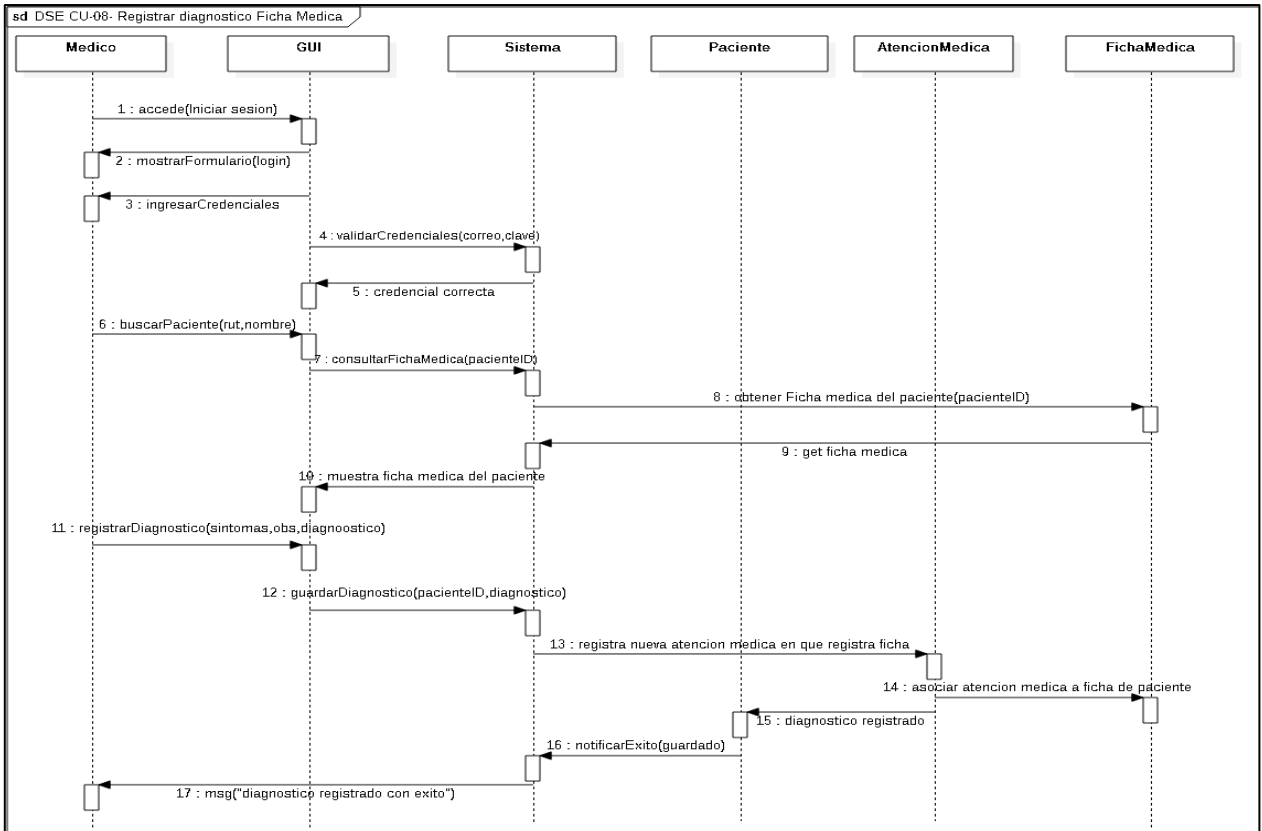 sd DSE CU-08- Registrar diagnostico Ficha Medica
Medico
GUI
Sistema
Paciente
AtencionMedica
FichaMedica
1 : accede(Iniciar sesion)
2 : mostrarFormulario(login)
3 : ingresarCredenciales
4 : validarCredenciales(correo,clave)
5 : credencial correcta
6 : buscarPaciente(rut,nombre)
7 : consultarFichaMedica(pacienteID)
8 : obtener Ficha medica del paciente(pacienteID)
9 : get ficha medica
10 : muestra ficha medica del paciente
11 : registrarDiagnostico(sintomas,obs,diagnoostico)
12 : guardarDiagnostico(pacienteID,diagnostico)
13 : registra nueva atencion medica en que registra ficha
14 : asociar atencion medica a ficha de paciente
15 : diagnostico registrado
16 : notificarExito(guardado)
17 : msg("diagnostico registrado con exito")